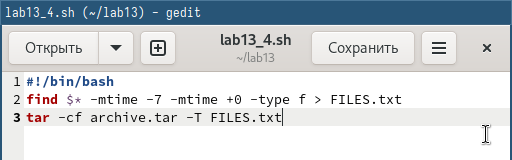 lab13_4.sh (~/lab13) – gedit
Открыть
lab13_4.sh
~/lab13
Сохранить
1 #!/bin/bash
2 find $* -mtime -7 -mtime +0 -type f > FILES.txt
3 tar -cf archive.tar -T FILES.txt